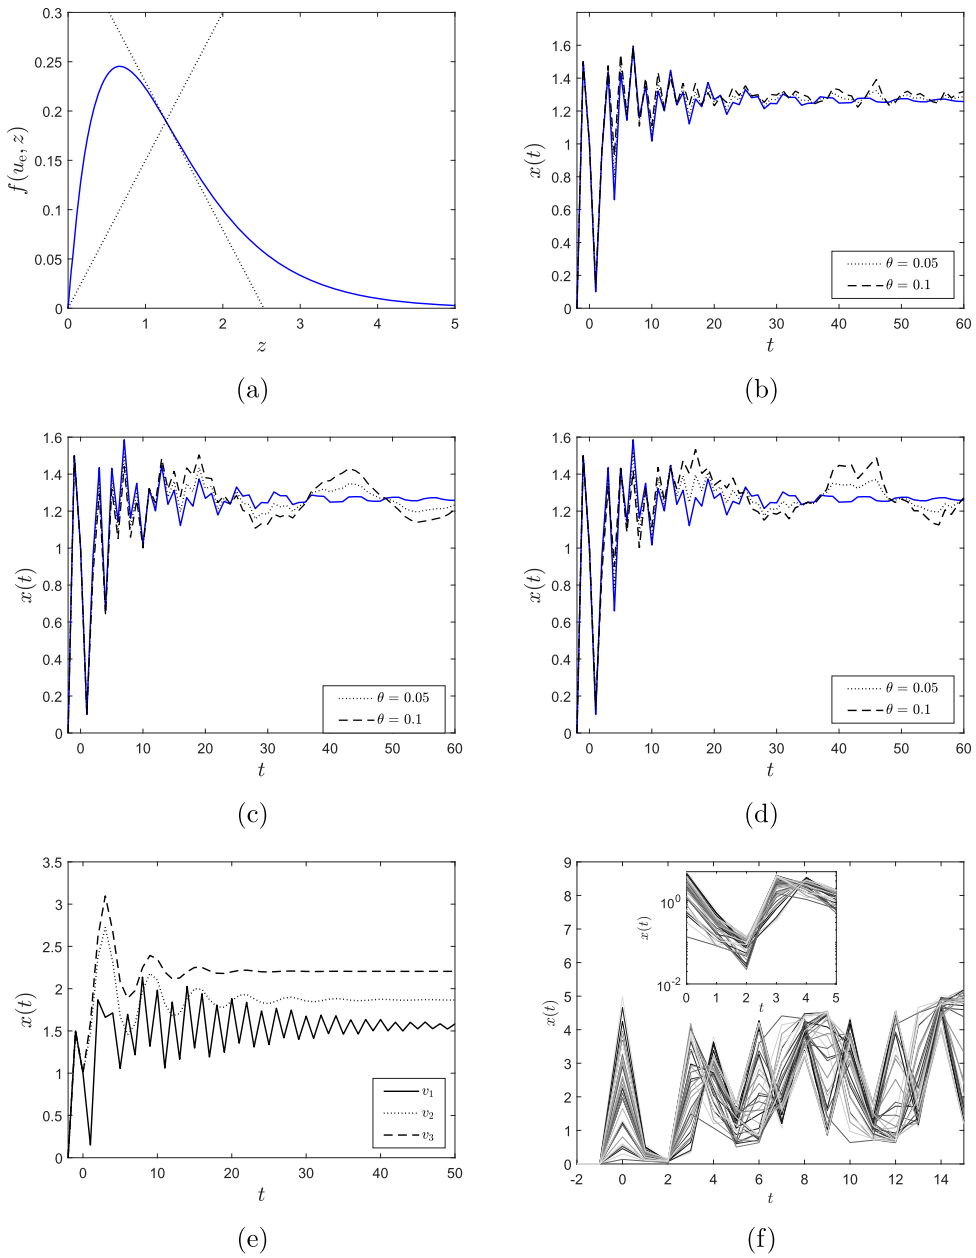 0.3
0.25
0.2
0.15
0.1
0.05
0
f(u_e, z)
0 1 2 3 4 5
z
(a)
1.6
1.4
1.2
1
0.8
0.6
0.4
0.2
0
x(t)
θ = 0.05
θ = 0.1
0 10 20 30 40 50 60
t
(b)
1.6
1.4
1.2
1
0.8
0.6
0.4
0.2
0
x(t)
θ = 0.05
θ = 0.1
0 10 20 30 40 50 60
t
(c)
1.6
1.4
1.2
1
0.8
0.6
0.4
0.2
0
x(t)
θ = 0.05
θ = 0.1
0 10 20 30 40 50 60
t
(d)
3.5
3
2.5
2
1.5
1
0.5
0
x(t)
v₁
v₂
v₃
0 10 20 30 40 50
t
(e)
9
8
7
6
5
4
3
2
1
0
x(t)
10⁰
10⁻²
x(t)
0 1 2 3 4 5
t
-2 0 2 4 6 8 10 12 14
t
(f)